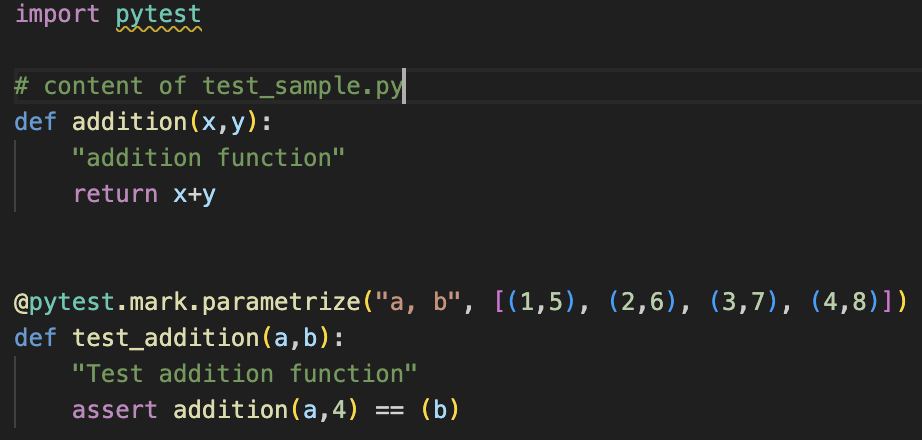 import pytest
# content of test_sample.py
def addition(x,y):
"addition function"
return x+y
@pytest.mark.parametrize("a, b", [(1,5), (2,6), (3,7), (4,8)])
def test_addition(a,b):
"Test addition function"
assert addition(a,4) == (b)